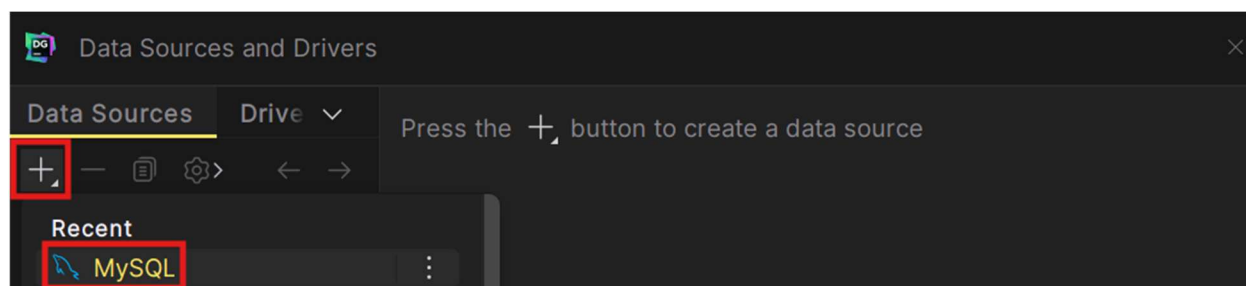 DG
Data Sources and Drivers
Data Sources
Drive
Press the + button to create a data source
Recent
MySQL